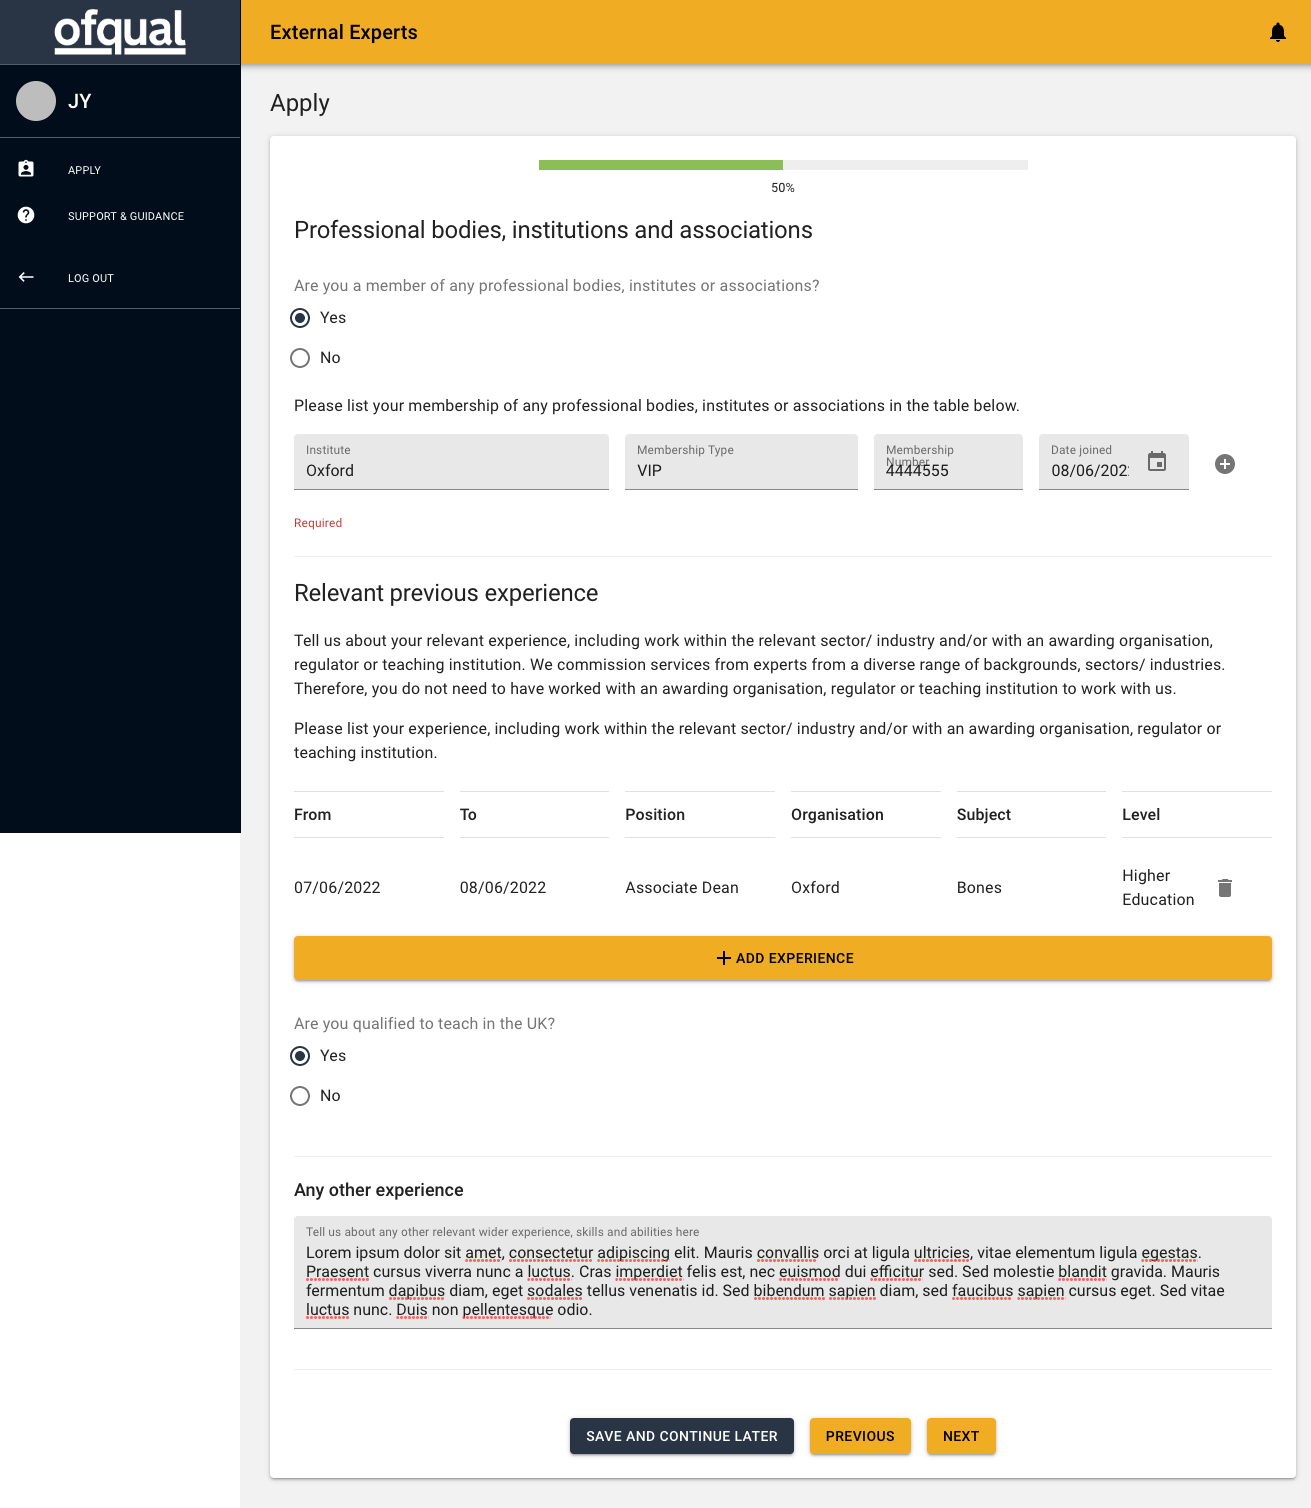 ofqual
External Experts
JY
APPLY
SUPPORT & GUIDANCE
LOG OUT
Apply
50%
Professional bodies, institutions and associations
Are you a member of any professional bodies, institutes or associations?
Yes
No
Please list your membership of any professional bodies, institutes or associations in the table below.
Institute
Oxford
Membership Type
VIP
Membership
Number
4444555
Date joined
08/06/202
Required
Relevant previous experience
Tell us about your relevant experience, including work within the relevant sector/ industry and/or with an awarding organisation,
regulator or teaching institution. We commission services from experts from a diverse range of backgrounds, sectors/ industries.
Therefore, you do not need to have worked with an awarding organisation, regulator or teaching institution to work with us.
Please list your experience, including work within the relevant sector/ industry and/or with an awarding organisation, regulator or
teaching institution.
From To Position Organisation Subject Level
07/06/2022 08/06/2022 Associate Dean Oxford Bones Higher
Education
ADD EXPERIENCE
Are you qualified to teach in the UK?
Yes
No
Any other experience
Tell us about any other relevant wider experience, skills and abilities here
Lorem ipsum dolor sit amet, consectetur adipiscing elit. Mauris convallis orci at ligula ultricies, vitae elementum ligula egestas.
Praesent cursus viverra nunc a luctus. Cras imperdiet felis est, nec euismod dui efficitur sed. Sed molestie blandit gravida. Mauris
fermentum dapibus diam, eget sodales tellus venenatis id. Sed bibendum sapien diam, sed faucibus sapien cursus eget. Sed vitae
luctus nunc. Duis non pellentesque odio.
SAVE AND CONTINUE LATER
PREVIOUS
NEXT